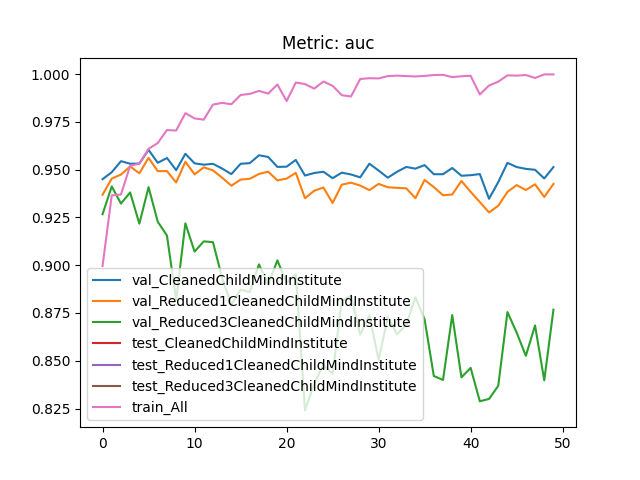 Metric: auc
1.000
0.975
0.950
0.925
0.900
0.875
0.850
0.825
val_CleanedChildMindInstitute
val_Reduced1CleanedChildMindInstitute
val_Reduced3CleanedChildMindInstitute
test_CleanedChildMindInstitute
test_Reduced1CleanedChildMindInstitute
test_Reduced3CleanedChildMindInstitute
train_All
0 10 20 30 40 50